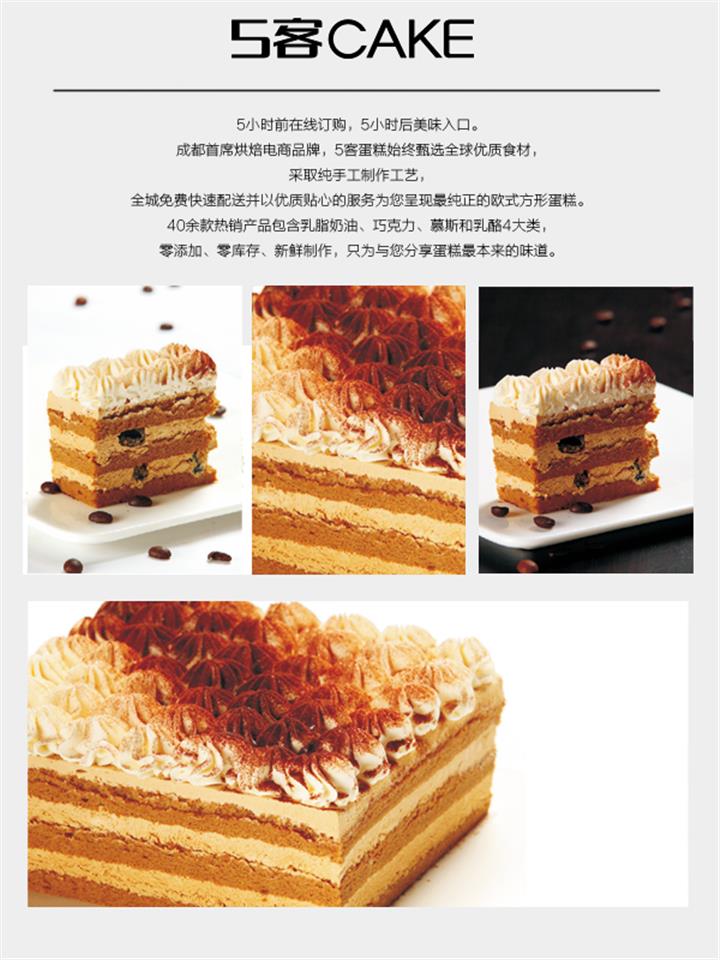 5客CAKE
5小时前在线订购，5小时后美味入口。
成都首席烘焙电商品牌，5客蛋糕始终甄选全球优质食材，
采取纯手工制作工艺，
全城免费快速配送并以优质贴心的服务为您呈现最纯正的欧式方形蛋糕。
40余款热销产品包含乳脂奶油、巧克力、慕斯和乳酪4大类，
零添加、零库存、新鲜制作，只为与您分享蛋糕最本来的味道。